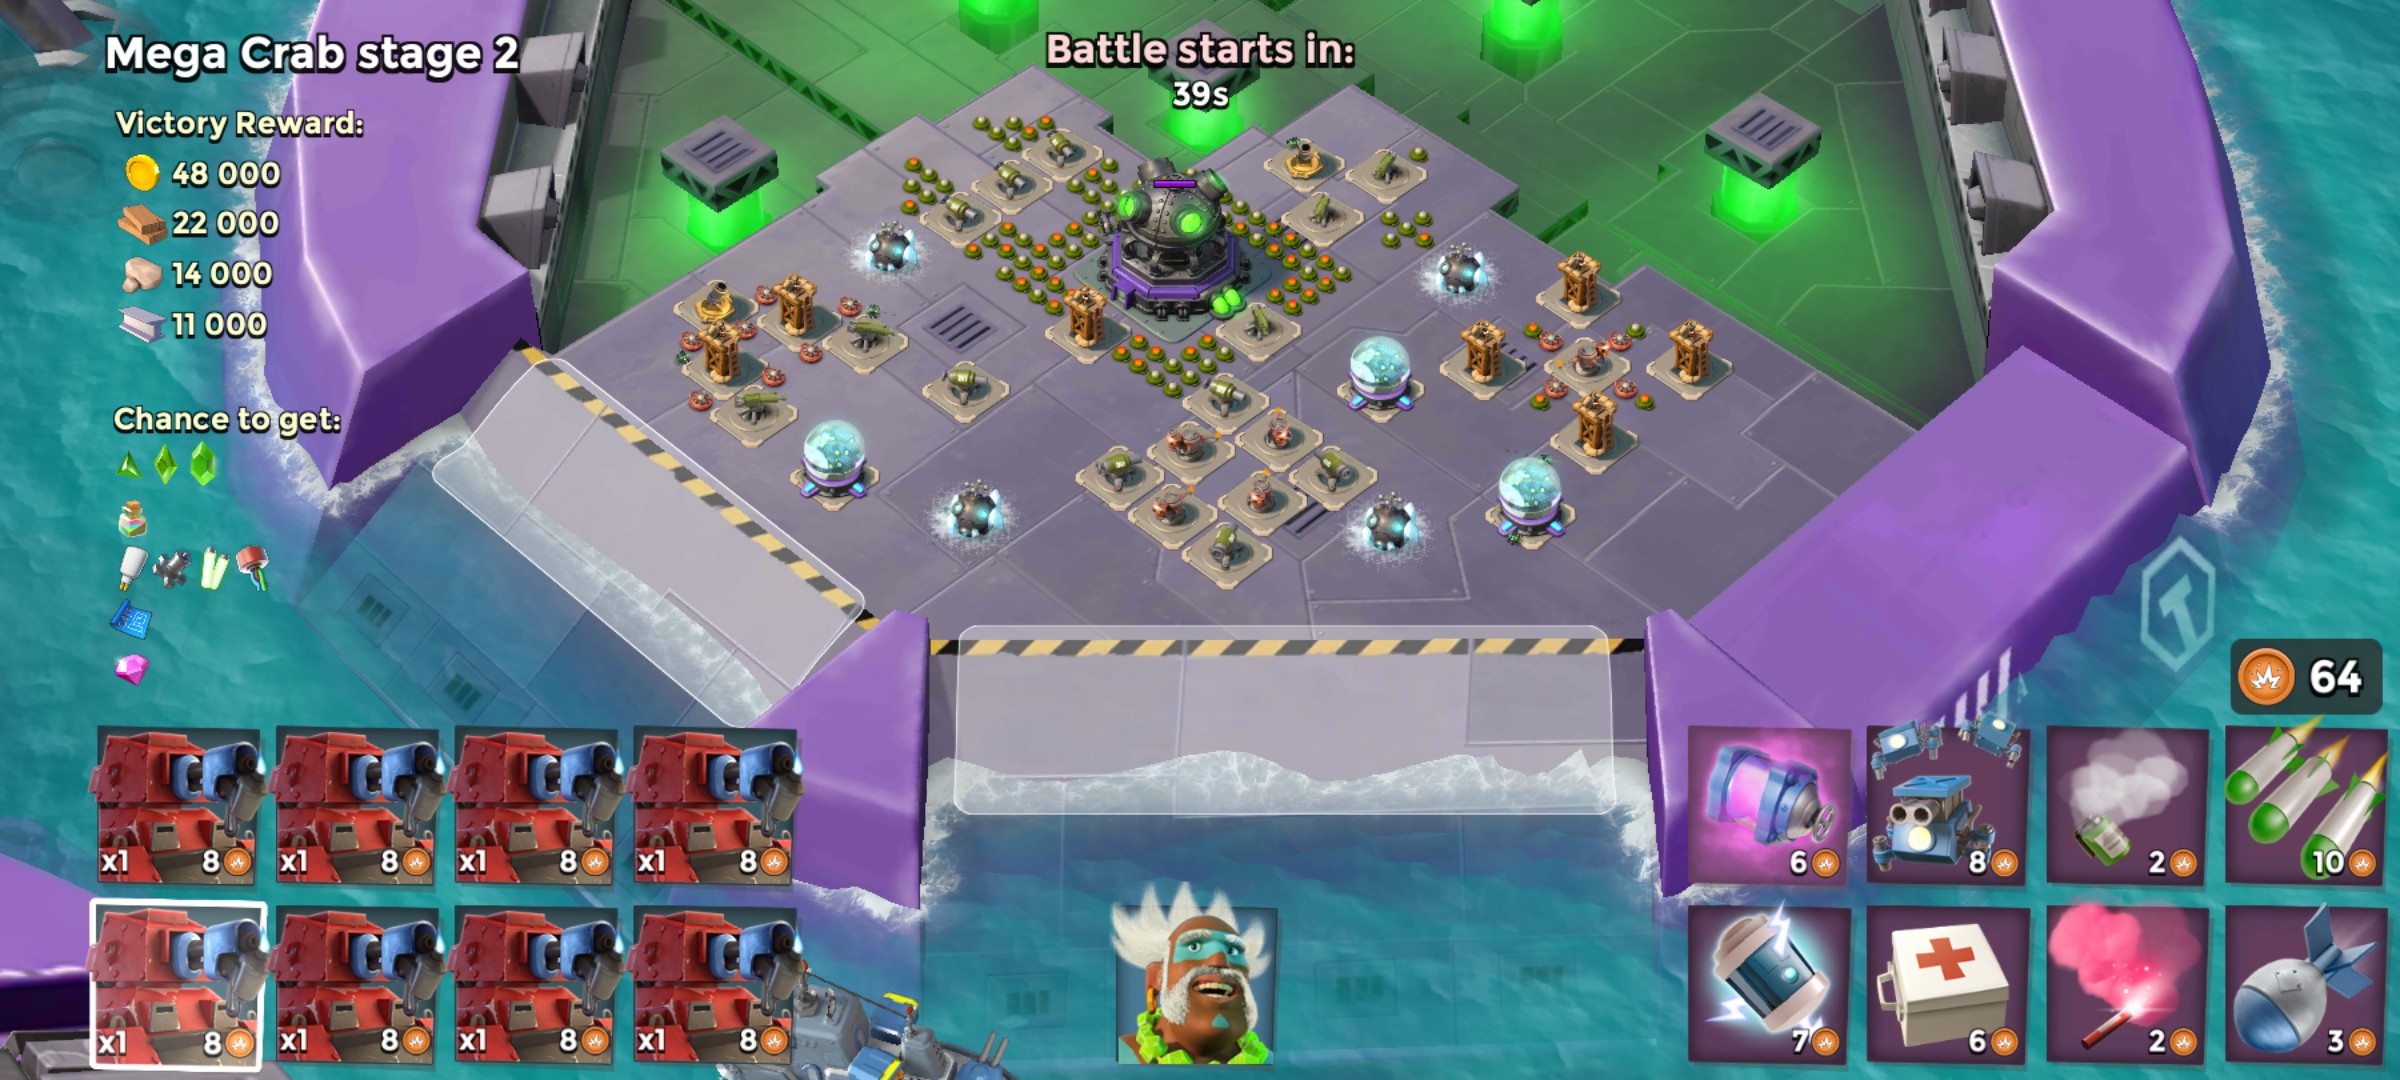 Mega Crab stage 2
Battle starts in:
39s
Victory Reward:
48 000
22 000
14 000
11 000
Chance to get:
64
x1 8
x1 8
x1 8
x1 8
6
8
2
10
x1 8
x1 8
x1 8
x1 8
7
6
2
3